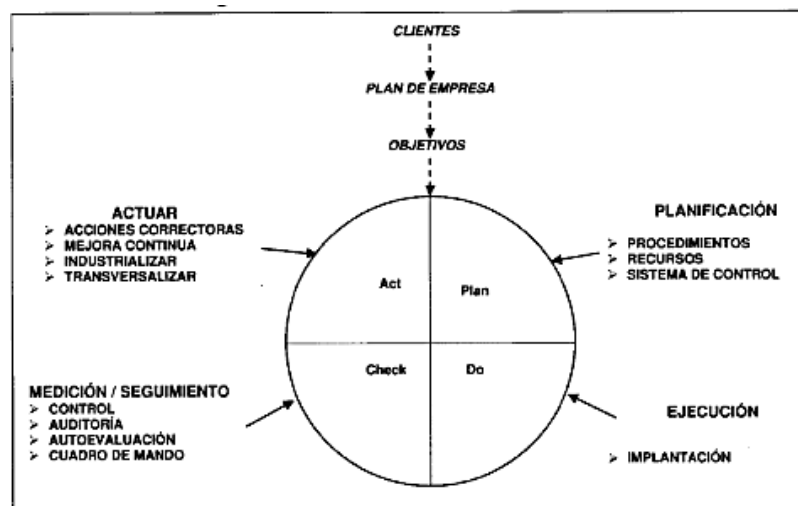 CLIENTES
PLAN DE EMPRESA
OBJETIVOS
ACTUAR
➢ ACCIONES CORRECTORAS
➢ MEJORA CONTINUA
➢ INDUSTRIALIZAR
➢ TRANSVERSALIZAR
PLANIFICACIÓN
➢ PROCEDIMIENTOS
➢ RECURSOS
➢ SISTEMA DE CONTROL
Act
Plan
Check
Do
MEDICIÓN / SEGUIMIENTO
➢ CONTROL
➢ AUDITORÍA
➢ AUTOEVALUACIÓN
➢ CUADRO DE MANDO
EJECUCIÓN
➢ IMPLANTACIÓN